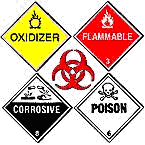 OXIDIZER
FLAMMABLE
3
CORROSIVE
8
POISON
6